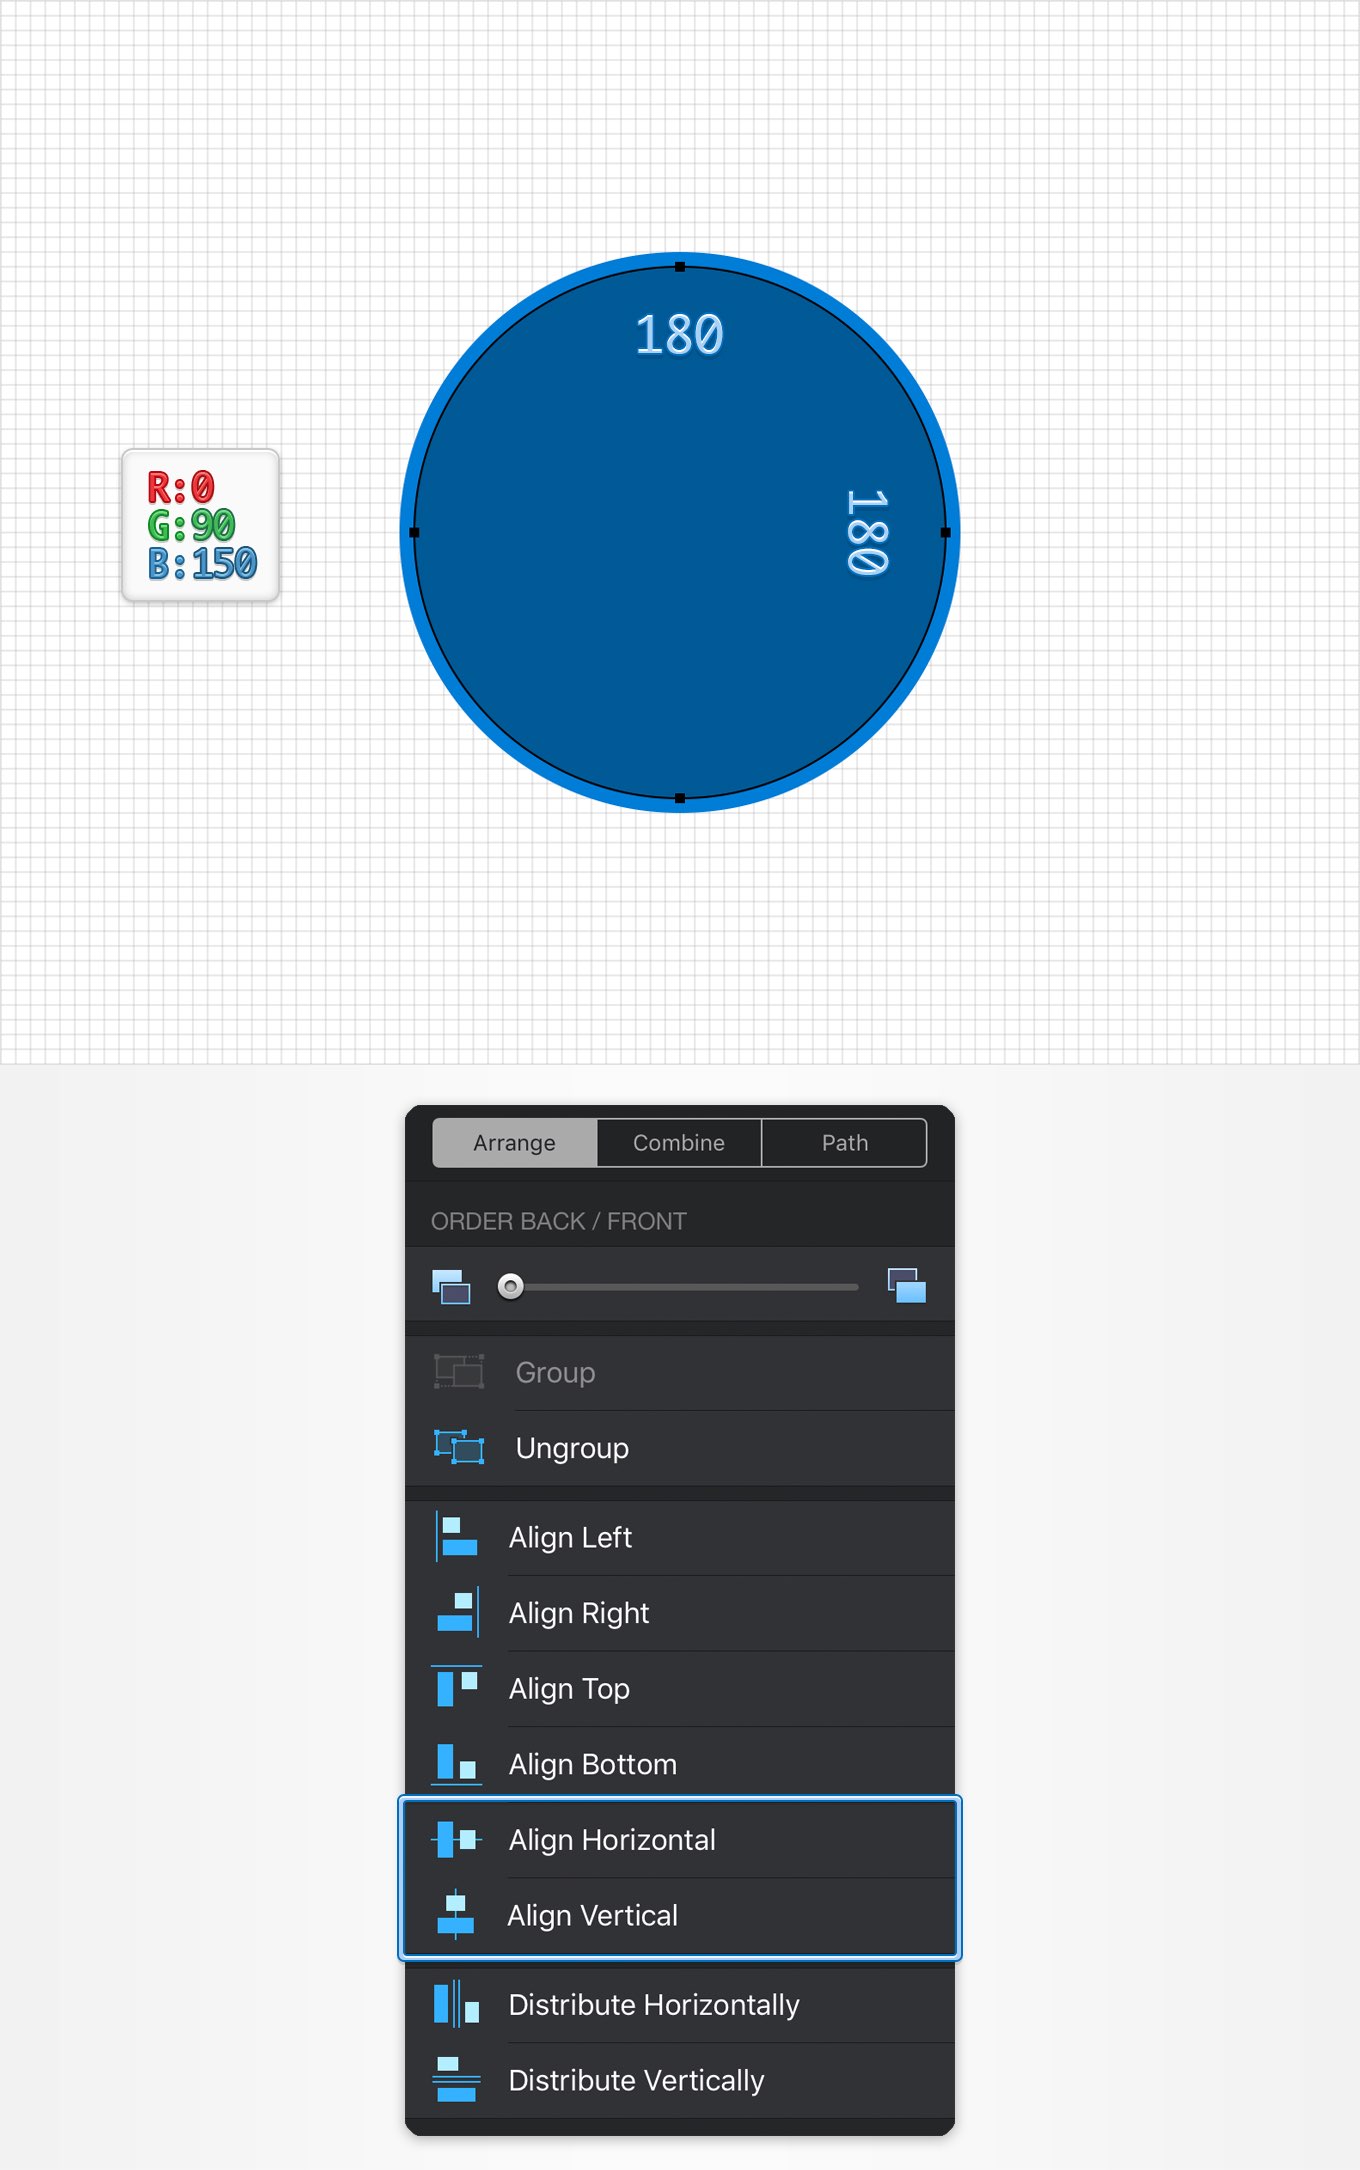 180
180
R:0
G:90
B:150
Arrange
Combine
Path
ORDER BACK / FRONT
Group
Ungroup
Align Left
Align Right
Align Top
Align Bottom
Align Horizontal
Align Vertical
Distribute Horizontally
Distribute Vertically